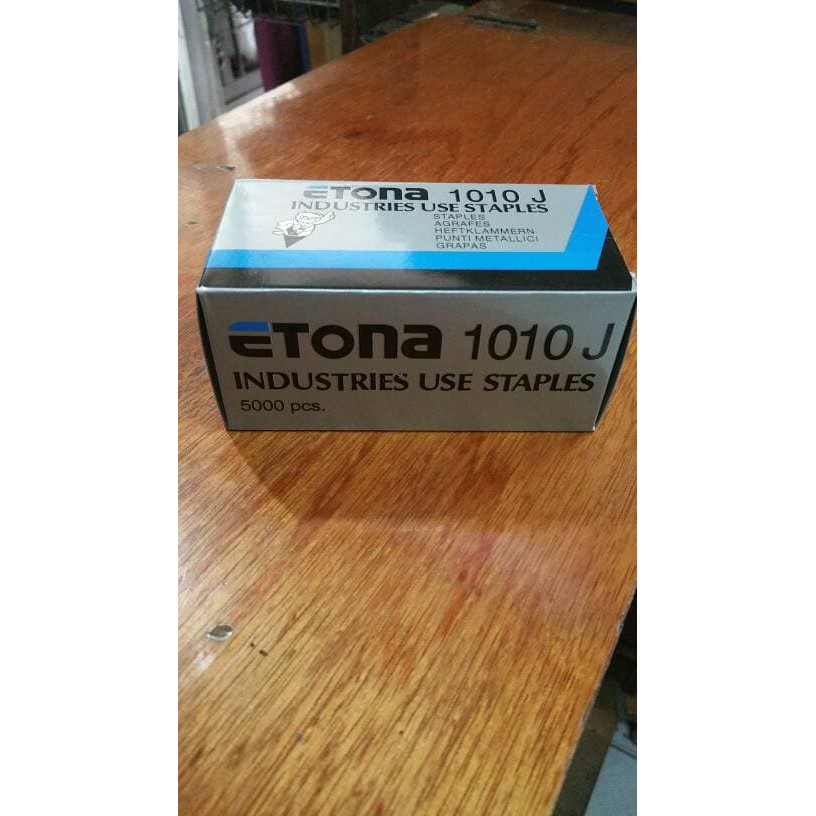 ETona 1010 J
INDUSTRIES USE STAPLES
STAPLES
AGRAFES
HEFTKLAMMERN
PUNTI METALLICI
GRAPAS
ETona 1010 J
INDUSTRIES USE STAPLES
5000 pcs.